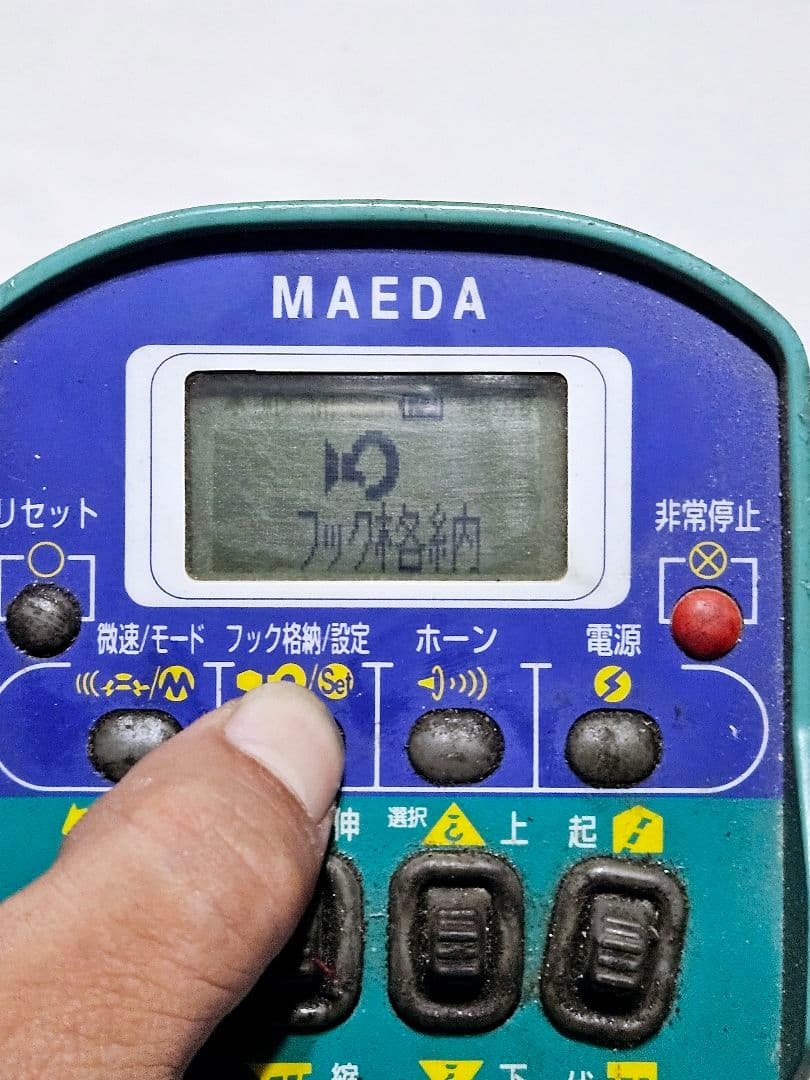 MAEDA
フック格納
リセット
非常停止
微速/モード
フック格納/設定
ホーン
電源
/M
/Set
伸
選択
上
起
縮
下